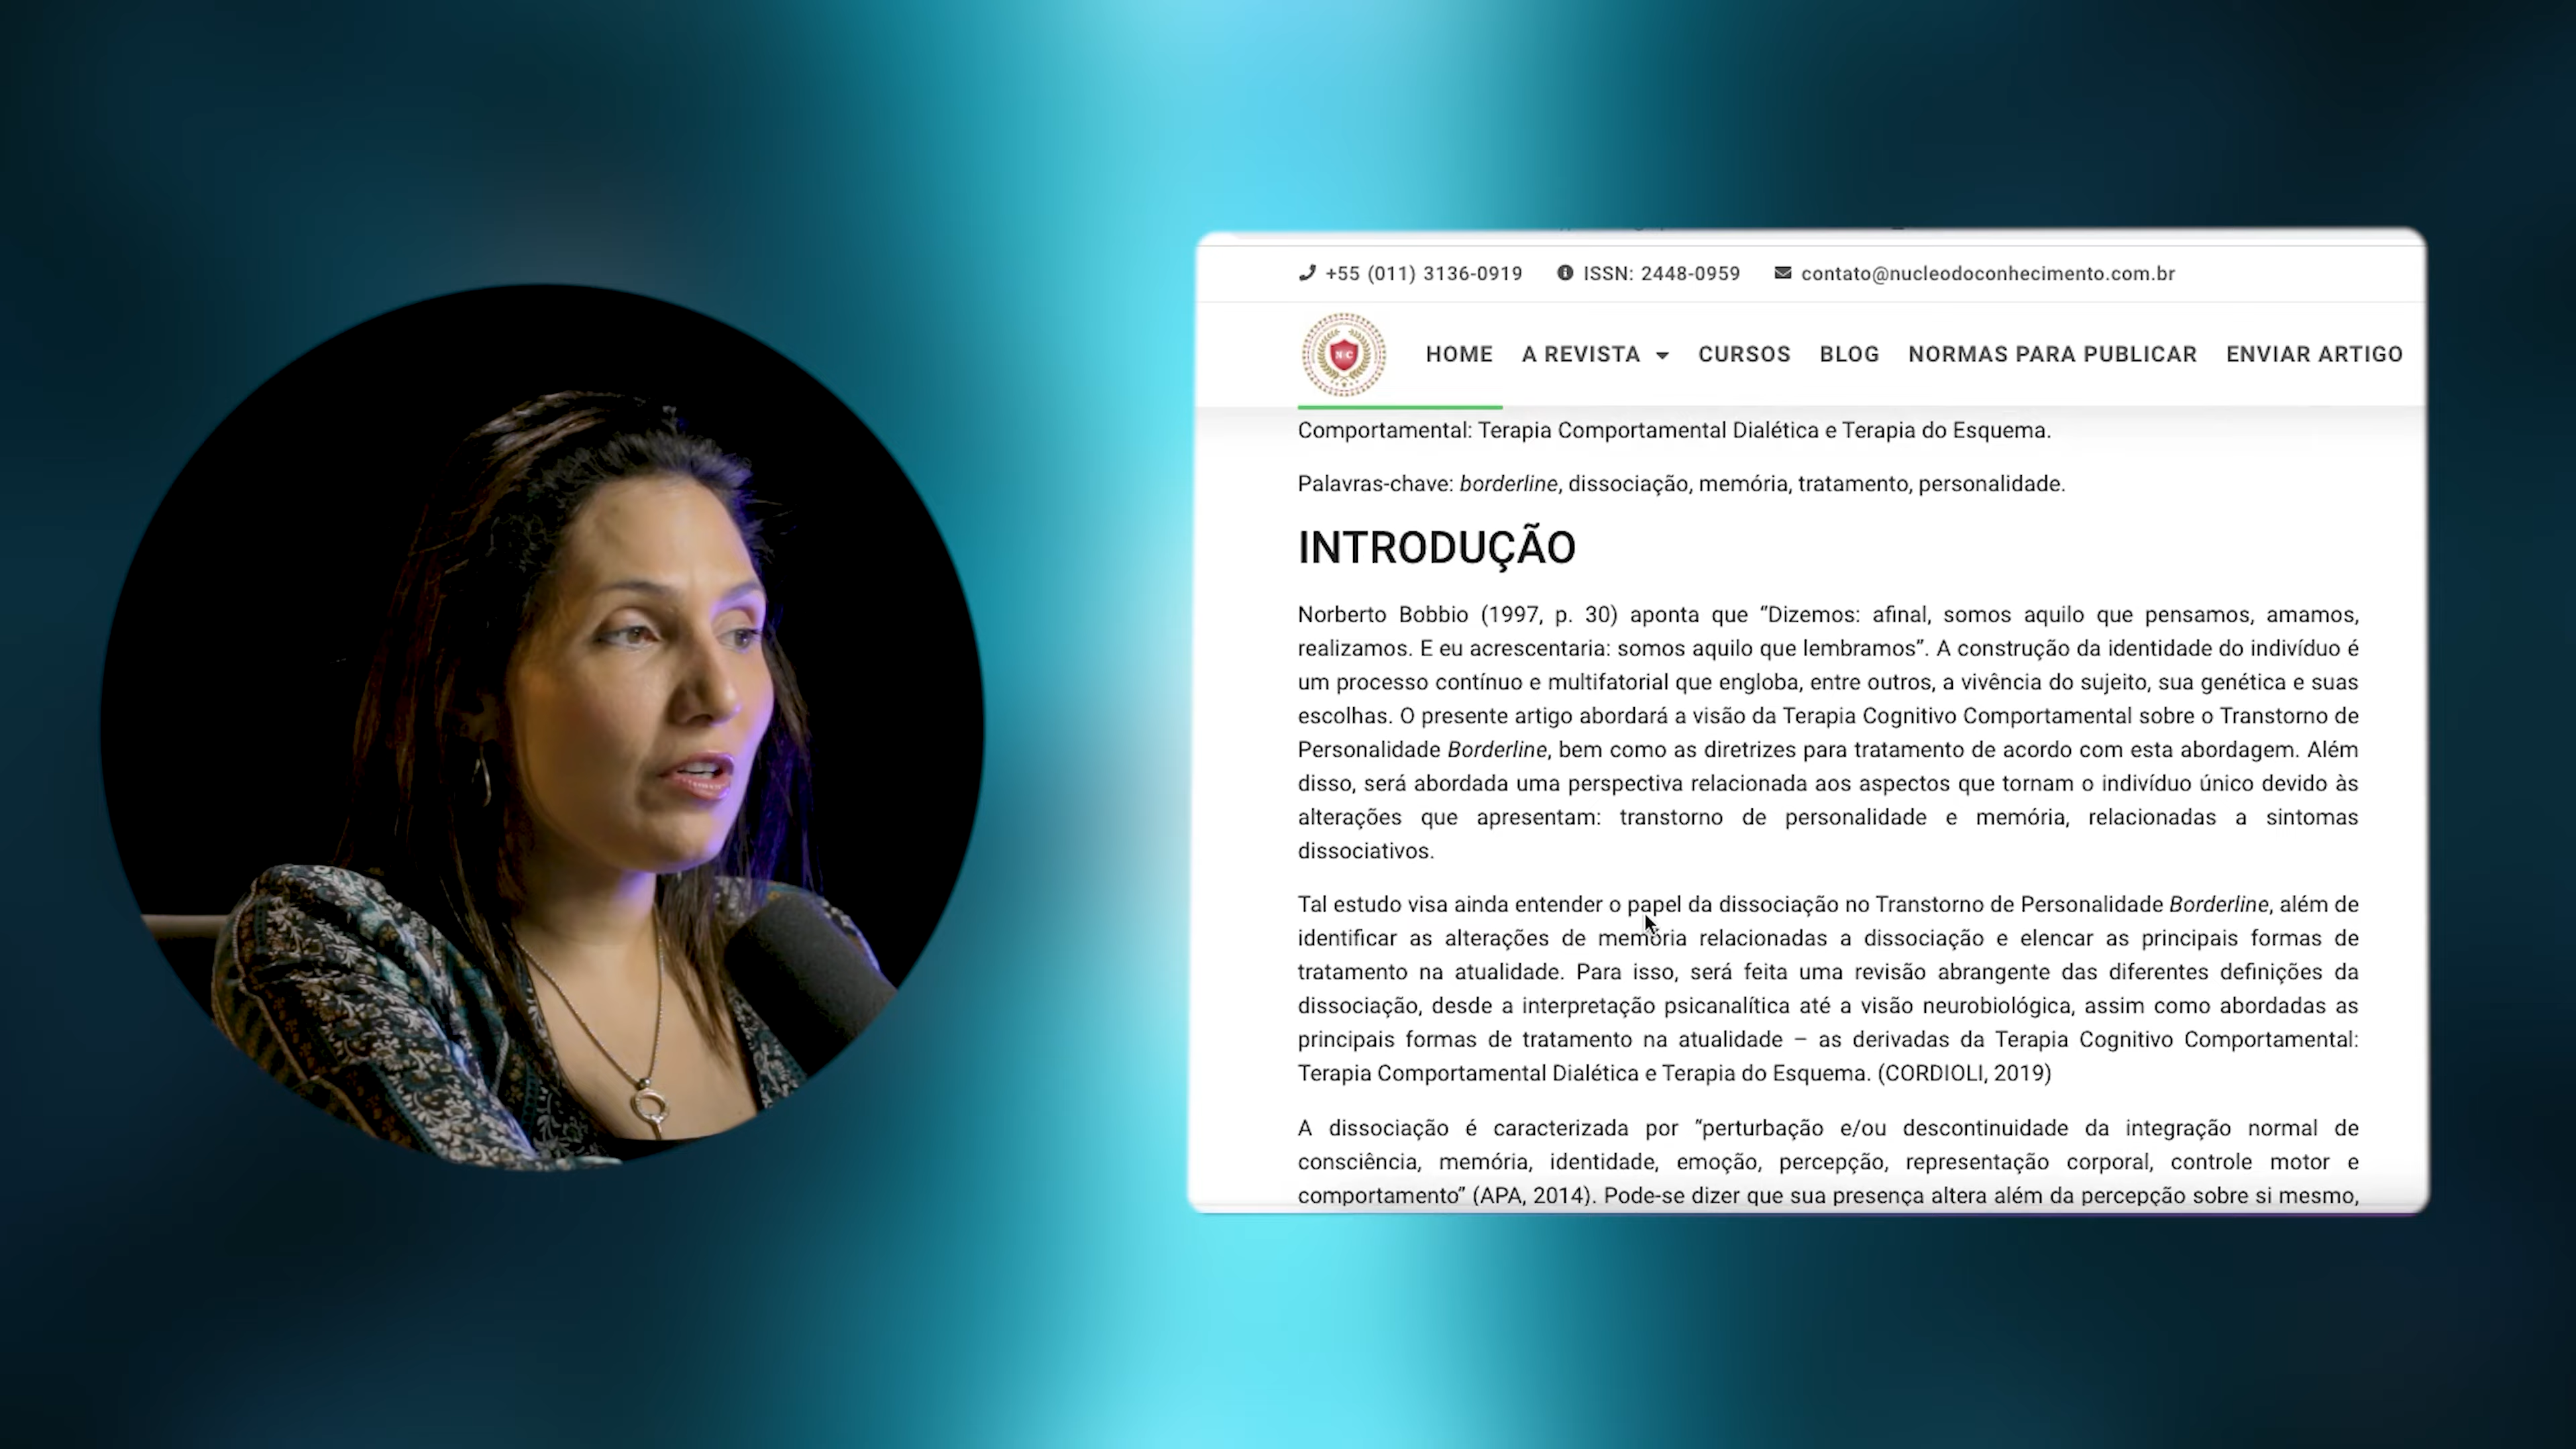 +55 (011) 3136-0919 ISSN: 2448-0959 contato@nucleodoconhecimento.com.br
NC HOME A REVISTA CURSOS BLOG NORMAS PARA PUBLICAR ENVIAR ARTIGO
Comportamental: Terapia Comportamental Dialética e Terapia do Esquema.
Palavras-chave: borderline, dissociação, memória, tratamento, personalidade.
INTRODUÇÃO
Norberto Bobbio (1997, p. 30) aponta que “Dizemos: afinal, somos aquilo que pensamos, amamos,
realizamos. E eu acrescentaria: somos aquilo que lembramos”. A construção da identidade do indivíduo é
um processo contínuo e multifatorial que engloba, entre outros, a vivência do sujeito, sua genética e suas
escolhas. O presente artigo abordará a visão da Terapia Cognitivo Comportamental sobre o Transtorno de
Personalidade Borderline, bem como as diretrizes para tratamento de acordo com esta abordagem. Além
disso, será abordada uma perspectiva relacionada aos aspectos que tornam o indivíduo único devido às
alterações que apresentam: transtorno de personalidade e memória, relacionadas a sintomas
dissociativos.
Tal estudo visa ainda entender o papel da dissociação no Transtorno de Personalidade Borderline, além de
identificar as alterações de memória relacionadas a dissociação e elencar as principais formas de
tratamento na atualidade. Para isso, será feita uma revisão abrangente das diferentes definições da
dissociação, desde a interpretação psicanalítica até a visão neurobiológica, assim como abordadas as
principais formas de tratamento na atualidade – as derivadas da Terapia Cognitivo Comportamental:
Terapia Comportamental Dialética e Terapia do Esquema. (CORDIOLI, 2019)
A dissociação é caracterizada por “perturbação e/ou descontinuidade da integração normal de
consciência, memória, identidade, emoção, percepção, representação corporal, controle motor e
comportamento” (APA, 2014). Pode-se dizer que sua presença altera além da percepção sobre si mesmo,